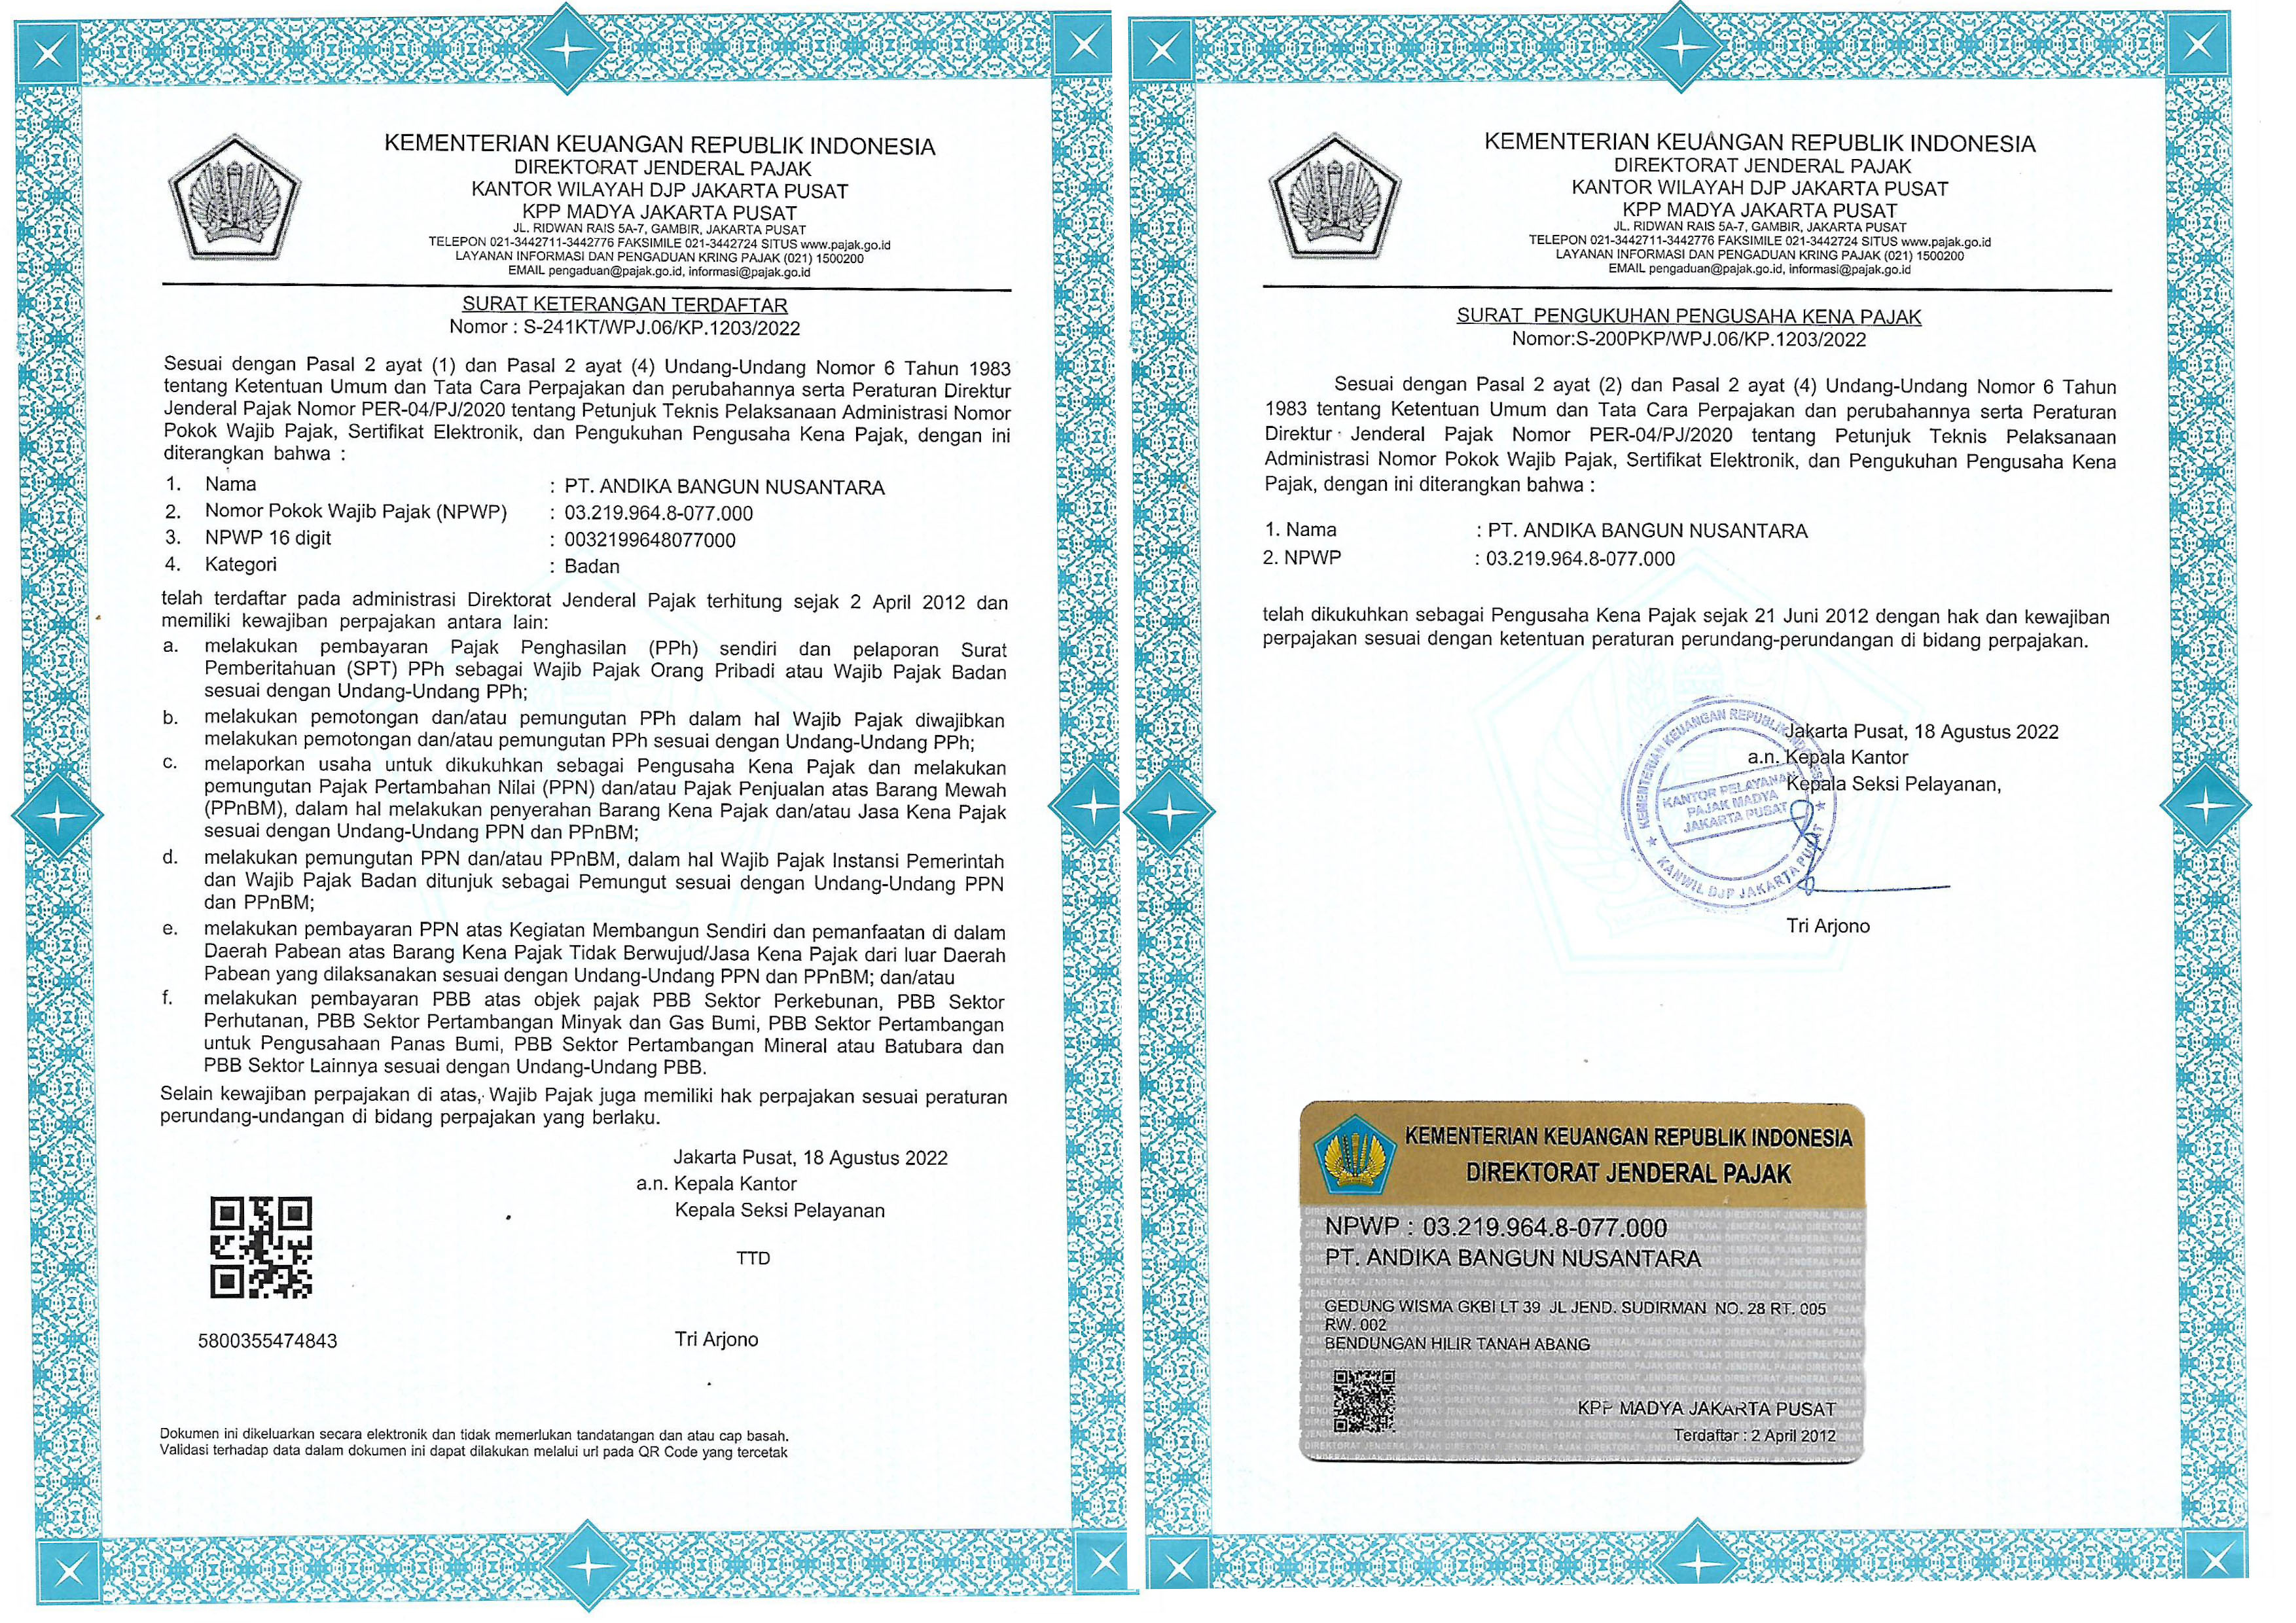 KEMENTERIAN KEUANGAN REPUBLIK INDONESIA
DIREKTORAT JENDERAL PAJAK
KANTOR WILAYAH DJP JAKARTA PUSAT
KPP MADYA JAKARTA PUSAT
JL. RIDWAN RAIS 5A-7, GAMBIR, JAKARTA PUSAT
TELEPON 021-3442711-3442776 FAKSIMILE 021-3442724 SITUS www.pajak.go.id
LAYANAN INFORMASI DAN PENGADUAN KRING PAJAK (021) 1500200
EMAIL pengaduan@pajak.go.id, informasi@pajak.go.id
SURAT KETERANGAN TERDAFTAR
Nomor : S-241KT/WPJ.06/KP.1203/2022
Sesuai dengan Pasal 2 ayat (1) dan Pasal 2 ayat (4) Undang-Undang Nomor 6 Tahun 1983
tentang Ketentuan Umum dan Tata Cara Perpajakan dan perubahannya serta Peraturan Direktur
Jenderal Pajak Nomor PER-04/PJ/2020 tentang Petunjuk Teknis Pelaksanaan Administrasi Nomor
Pokok Wajib Pajak, Sertifikat Elektronik, dan Pengukuhan Pengusaha Kena Pajak, dengan ini
diterangkan bahwa :
1. Nama : PT. ANDIKA BANGUN NUSANTARA
2. Nomor Pokok Wajib Pajak (NPWP) : 03.219.964.8-077.000
3. NPWP 16 digit : 0032199648077000
4. Kategori : Badan
telah terdaftar pada administrasi Direktorat Jenderal Pajak terhitung sejak 2 April 2012 dan
memiliki kewajiban perpajakan antara lain:
a. melakukan pembayaran Pajak Penghasilan (PPh) sendiri dan pelaporan Surat
Pemberitahuan (SPT) PPh sebagai Wajib Pajak Orang Pribadi atau Wajib Pajak Badan
sesuai dengan Undang-Undang PPh;
b. melakukan pemotongan dan/atau pemungutan PPh dalam hal Wajib Pajak diwajibkan
melakukan pemotongan dan/atau pemungutan PPh sesuai dengan Undang-Undang PPh;
c. melaporkan usaha untuk dikukuhkan sebagai Pengusaha Kena Pajak dan melakukan
pemungutan Pajak Pertambahan Nilai (PPN) dan/atau Pajak Penjualan atas Barang Mewah
(PPnBM), dalam hal melakukan penyerahan Barang Kena Pajak dan/atau Jasa Kena Pajak
sesuai dengan Undang-Undang PPN dan PPnBM;
d. melakukan pemungutan PPN dan/atau PPnBM, dalam hal Wajib Pajak Instansi Pemerintah
dan Wajib Pajak Badan ditunjuk sebagai Pemungut sesuai dengan Undang-Undang PPN
dan PPnBM;
e. melakukan pembayaran PPN atas Kegiatan Membangun Sendiri dan pemanfaatan di dalam
Daerah Pabean atas Barang Kena Pajak Tidak Berwujud/Jasa Kena Pajak dari luar Daerah
Pabean yang dilaksanakan sesuai dengan Undang-Undang PPN dan PPnBM; dan/atau
f. melakukan pembayaran PBB atas objek pajak PBB Sektor Perkebunan, PBB Sektor
Perhutanan, PBB Sektor Pertambangan Minyak dan Gas Bumi, PBB Sektor Pertambangan
untuk Pengusahaan Panas Bumi, PBB Sektor Pertambangan Mineral atau Batubara dan
PBB Sektor Lainnya sesuai dengan Undang-Undang PBB.
Selain kewajiban perpajakan di atas, Wajib Pajak juga memiliki hak perpajakan sesuai peraturan
perundang-undangan di bidang perpajakan yang berlaku.
Jakarta Pusat, 18 Agustus 2022
a.n. Kepala Kantor
Kepala Seksi Pelayanan
TTD
5800355474843
Tri Arjono
Dokumen ini dikeluarkan secara elektronik dan tidak memerlukan tandatangan dan atau cap basah.
Validasi terhadap data dalam dokumen ini dapat dilakukan melalui url pada QR Code yang tercetak
KEMENTERIAN KEUANGAN REPUBLIK INDONESIA
DIREKTORAT JENDERAL PAJAK
KANTOR WILAYAH DJP JAKARTA PUSAT
KPP MADYA JAKARTA PUSAT
JL. RIDWAN RAIS 5A-7, GAMBIR, JAKARTA PUSAT
TELEPON 021-3442711-3442776 FAKSIMILE 021-3442724 SITUS www.pajak.go.id
LAYANAN INFORMASI DAN PENGADUAN KRING PAJAK (021) 1500200
EMAIL pengaduan@pajak.go.id, informasi@pajak.go.id
SURAT PENGUKUHAN PENGUSAHA KENA PAJAK
Nomor:S-200PKP/WPJ.06/KP.1203/2022
Sesuai dengan Pasal 2 ayat (2) dan Pasal 2 ayat (4) Undang-Undang Nomor 6 Tahun
1983 tentang Ketentuan Umum dan Tata Cara Perpajakan dan perubahannya serta Peraturan
Direktur Jenderal Pajak Nomor PER-04/PJ/2020 tentang Petunjuk Teknis Pelaksanaan
Administrasi Nomor Pokok Wajib Pajak, Sertifikat Elektronik, dan Pengukuhan Pengusaha Kena
Pajak, dengan ini diterangkan bahwa :
1. Nama : PT. ANDIKA BANGUN NUSANTARA
2. NPWP : 03.219.964.8-077.000
telah dikukuhkan sebagai Pengusaha Kena Pajak sejak 21 Juni 2012 dengan hak dan kewajiban
perpajakan sesuai dengan ketentuan peraturan perundang-perundangan di bidang perpajakan.
Jakarta Pusat, 18 Agustus 2022
a.n. Kepala Kantor
Kepala Seksi Pelayanan,
KEMENTERIAN KEUANGAN REPUBLIK INDONESIA
KANTOR PELAYANAN
PAJAK MADYA
JAKARTA PUSAT
KANWIL DJP JAKARTA PUSAT
Tri Arjono
KEMENTERIAN KEUANGAN REPUBLIK INDONESIA
DIREKTORAT JENDERAL PAJAK
NPWP : 03.219.964.8-077.000
PT. ANDIKA BANGUN NUSANTARA
GEDUNG WISMA GKBI LT 39 JL JEND. SUDIRMAN NO. 28 RT. 005
RW. 002
BENDUNGAN HILIR TANAH ABANG
KPP MADYA JAKARTA PUSAT
Terdaftar : 2 April 2012